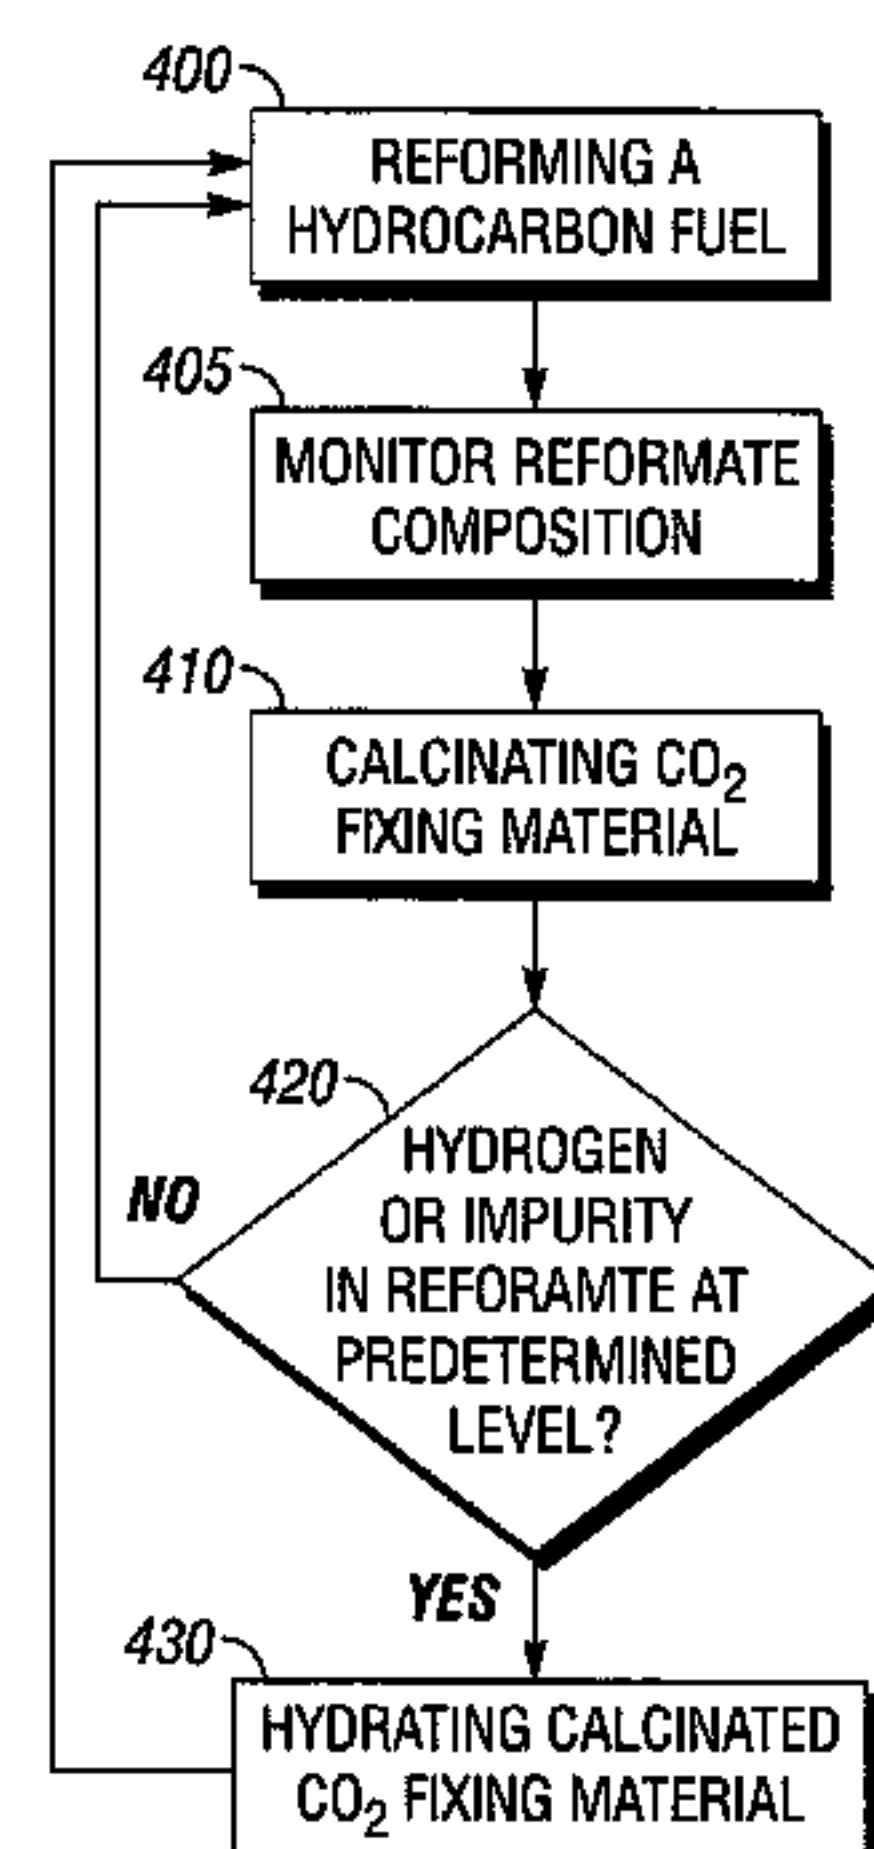 400
REFORMING A
HYDROCARBON FUEL
405
MONITOR REFORMATE
COMPOSITION
410
CALCINATING CO₂
FIXING MATERIAL
420
HYDROGEN
OR IMPURITY
IN REFORAMTE AT
PREDETERMINED
LEVEL?
NO
YES
430
HYDRATING CALCINATED
CO₂ FIXING MATERIAL